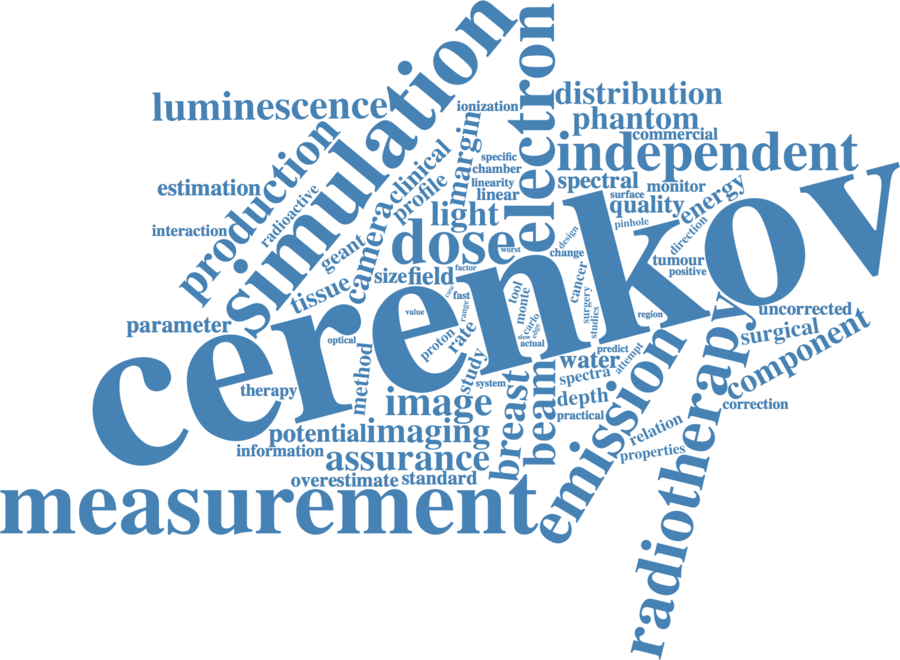 simulation
electron
luminescence
distribution
ionization
phantom
production
margin
commercial
clinical
independent
specific
chamber
cerenkov
estimation
radioactive
profile
linearity
linear
spectral
monitor
energy
surface
quality
light
camera
interaction
geant
dose
worst
design
pinhole
direction
change
tumour
positive
tissue
size
field
factor
case
fast
range
tool
cancer
value
monte
surgery
studies
region
uncorrected
parameter
optical
proton
rate
carlo
edge
slow
actual
surgical
method
study
predict
attempt
water
radiotherapy
component
therapy
system
spectra
image
breast
beam
depth
practical
emission
correction
potential
imaging
relation
information
assurance
properties
overestimate
standard
measurement